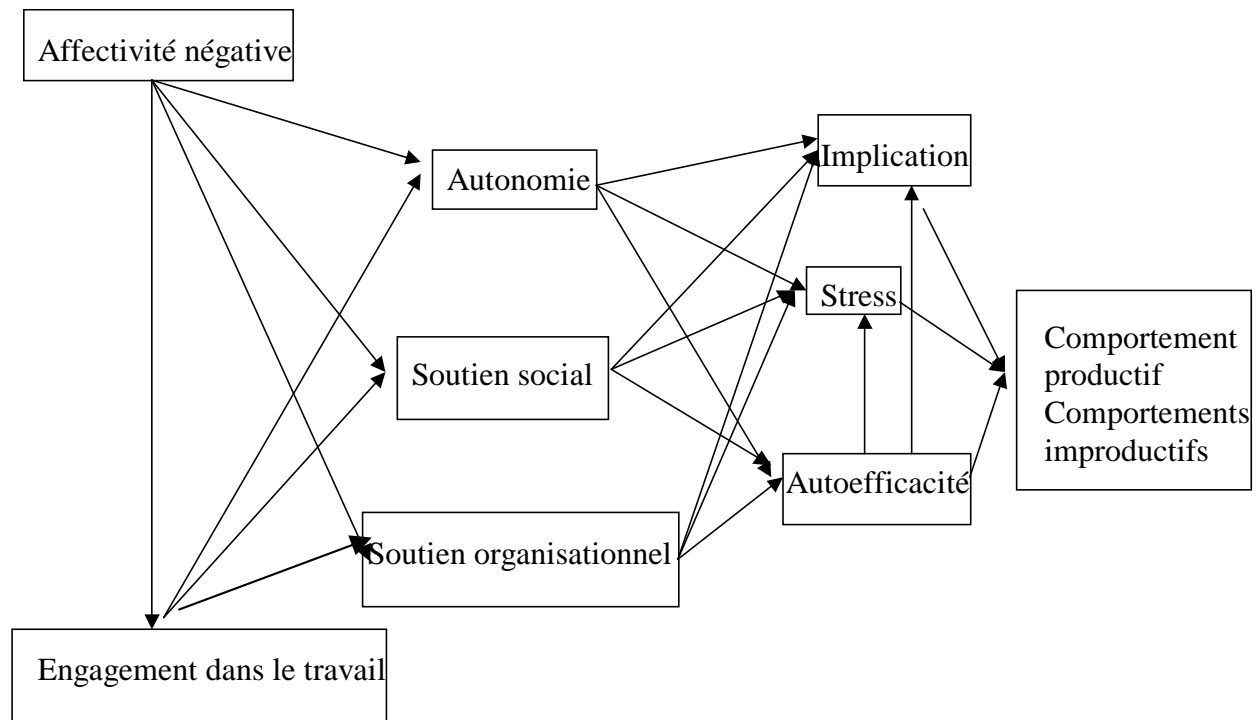 Affectivité négative
Autonomie
Implication
Stress
Soutien social
Comportement
productif
Comportements
improductifs
Autoefficacité
Soutien organisationnel
Engagement dans le travail